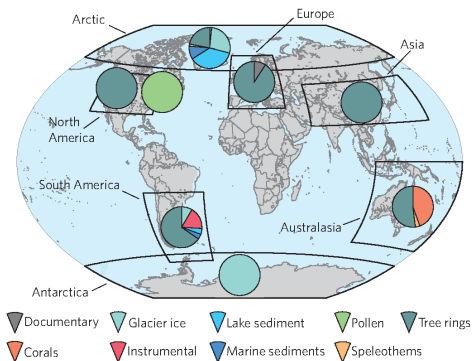 Arctic
Europe
Asia
North
America
South America
Australasia
Antarctica
Documentary
Glacier ice
Lake sediment
Pollen
Tree rings
Corals
Instrumental
Marine sediments
Speleothems